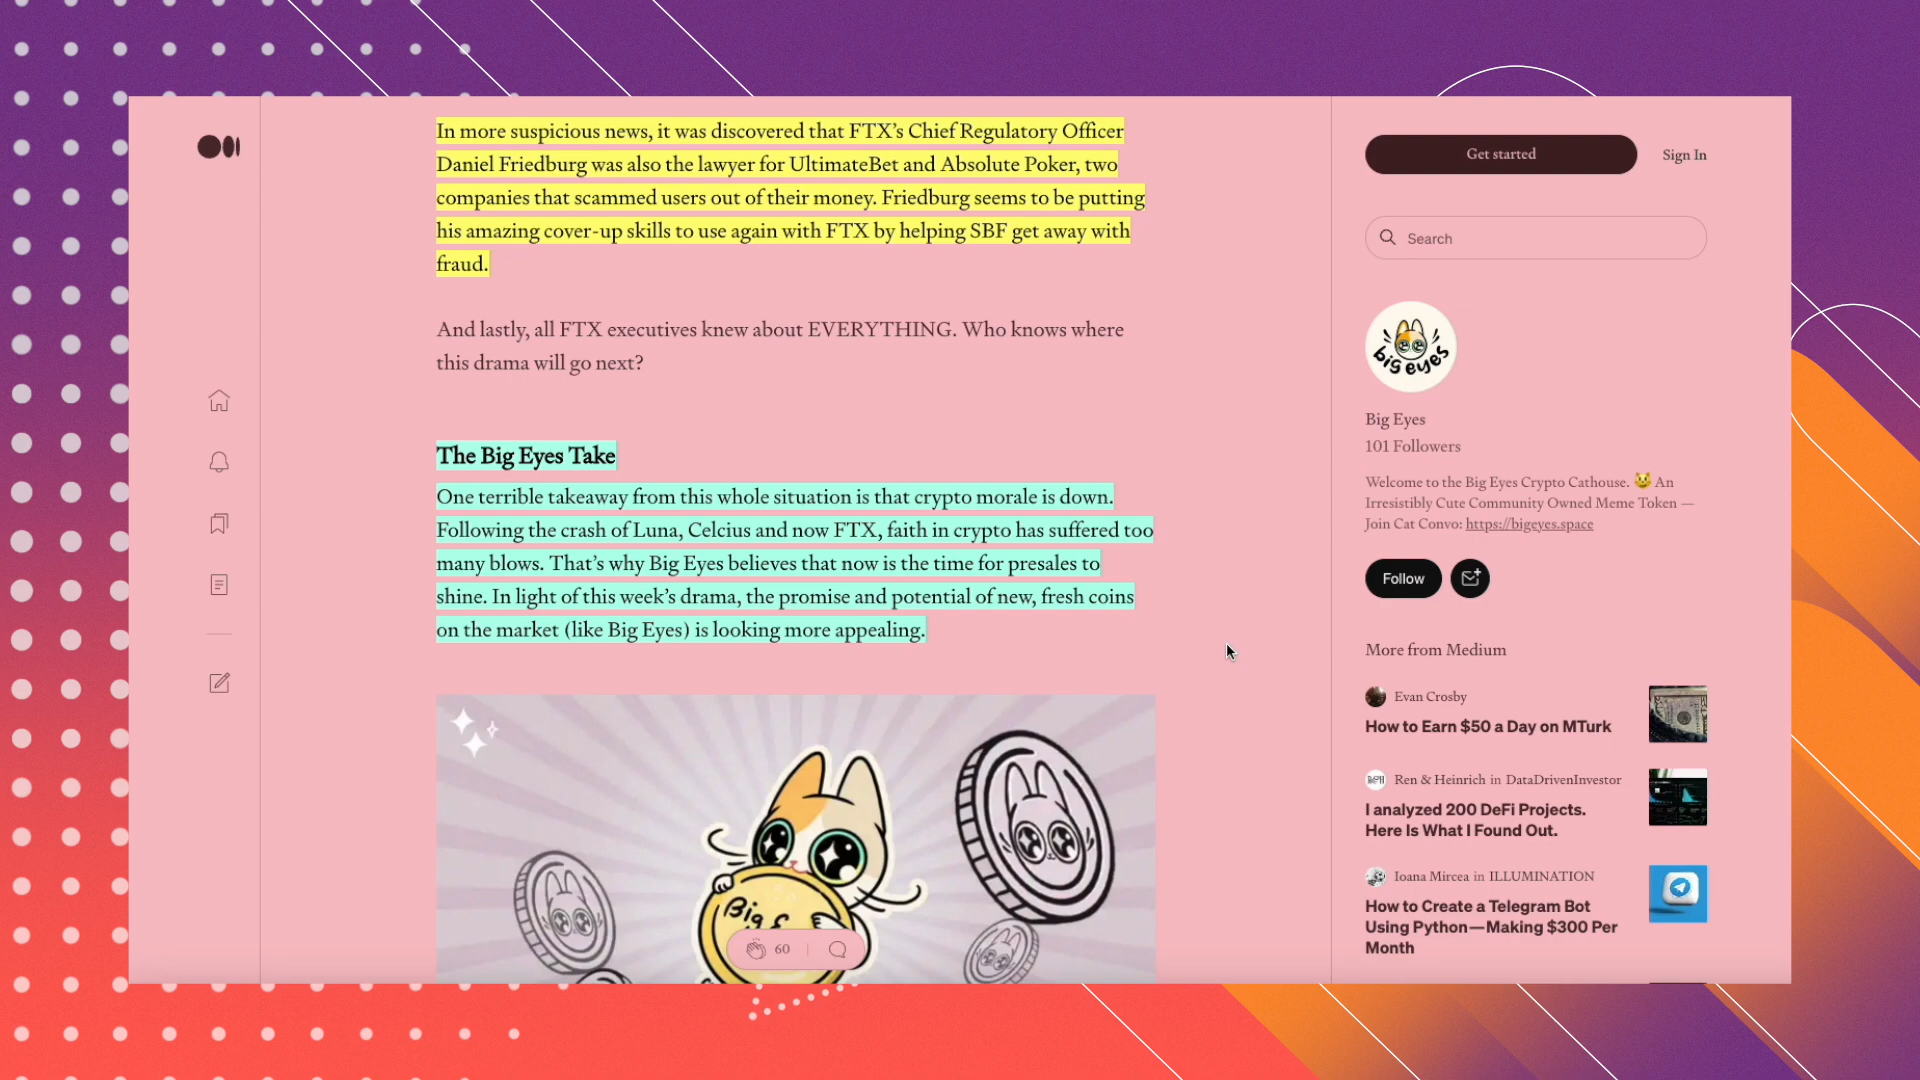 In more suspicious news, it was discovered that FTX's Chief Regulatory Officer
Daniel Friedburg was also the lawyer for UltimateBet and Absolute Poker, two
companies that scammed users out of their money. Friedburg seems to be putting
his amazing cover-up skills to use again with FTX by helping SBF get away with
fraud.
And lastly, all FTX executives knew about EVERYTHING. Who knows where
this drama will go next?
The Big Eyes Take
One terrible takeaway from this whole situation is that crypto morale is down.
Following the crash of Luna, Celcius and now FTX, faith in crypto has suffered too
many blows. That's why Big Eyes believes that now is the time for presales to
shine. In light of this week's drama, the promise and potential of new, fresh coins
on the market (like Big Eyes) is looking more appealing.
Big E
60
Get started
Sign In
Search
big eyes
Big Eyes
101 Followers
Welcome to the Big Eyes Crypto Cathouse. 😼 An
Irresistibly Cute Community Owned Meme Token —
Join Cat Convo: https://bigeyes.space
Follow
More from Medium
Evan Crosby
How to Earn $50 a Day on MTurk
Ren & Heinrich in DataDrivenInvestor
I analyzed 200 DeFi Projects.
Here Is What I Found Out.
Ioana Mircea in ILLUMINATION
How to Create a Telegram Bot
Using Python—Making $300 Per
Month